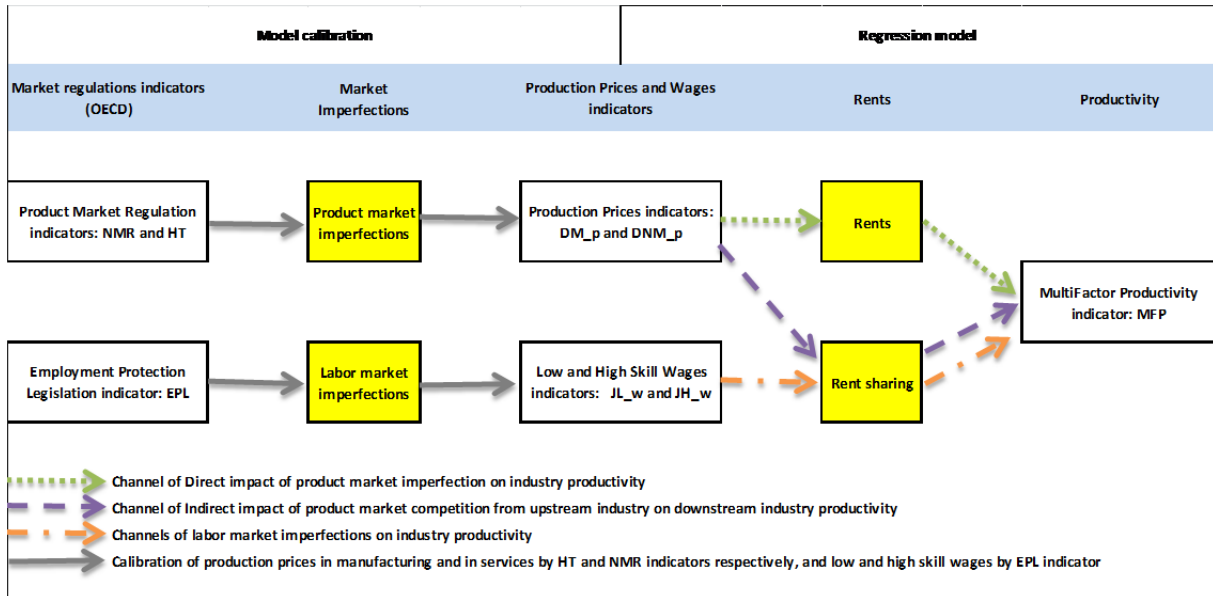 Model calibration
Regression model
Market regulations indicators
(OECD)
Market
Imperfections
Production Prices and Wages
indicators
Rents
Productivity
Product Market Regulation
indicators: NMR and HT
Product market
imperfections
Production Prices indicators:
DM_p and DNM_p
Rents
MultiFactor Productivity
indicator: MFP
Employment Protection
Legislation indicator: EPL
Labor market
imperfections
Low and High Skill Wages
indicators: JL_w and JH_w
Rent sharing
Channel of Direct impact of product market imperfection on industry productivity
Channel of Indirect impact of product market competition from upstream industry on downstream industry productivity
Channels of labor market imperfections on industry productivity
Calibration of production prices in manufacturing and in services by HT and NMR indicators respectively, and low and high skill wages by EPL indicator